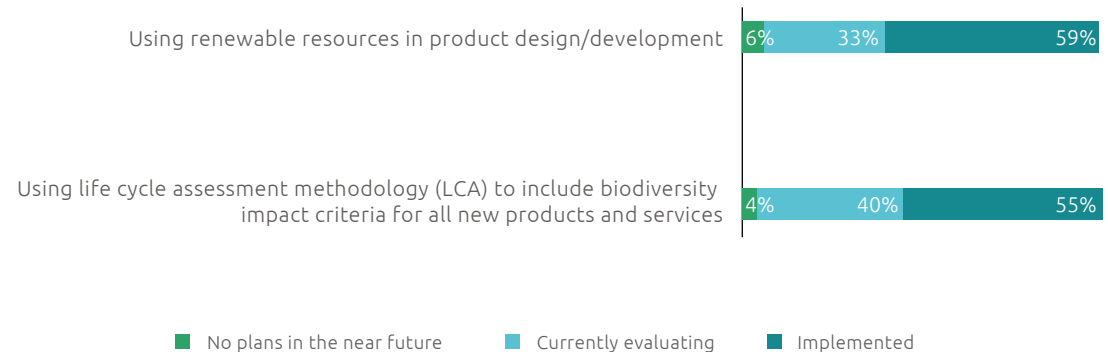 Using renewable resources in product design/development
6% 33% 59%
Using life cycle assessment methodology (LCA) to include biodiversity
impact criteria for all new products and services
4% 40% 55%
No plans in the near future Currently evaluating Implemented